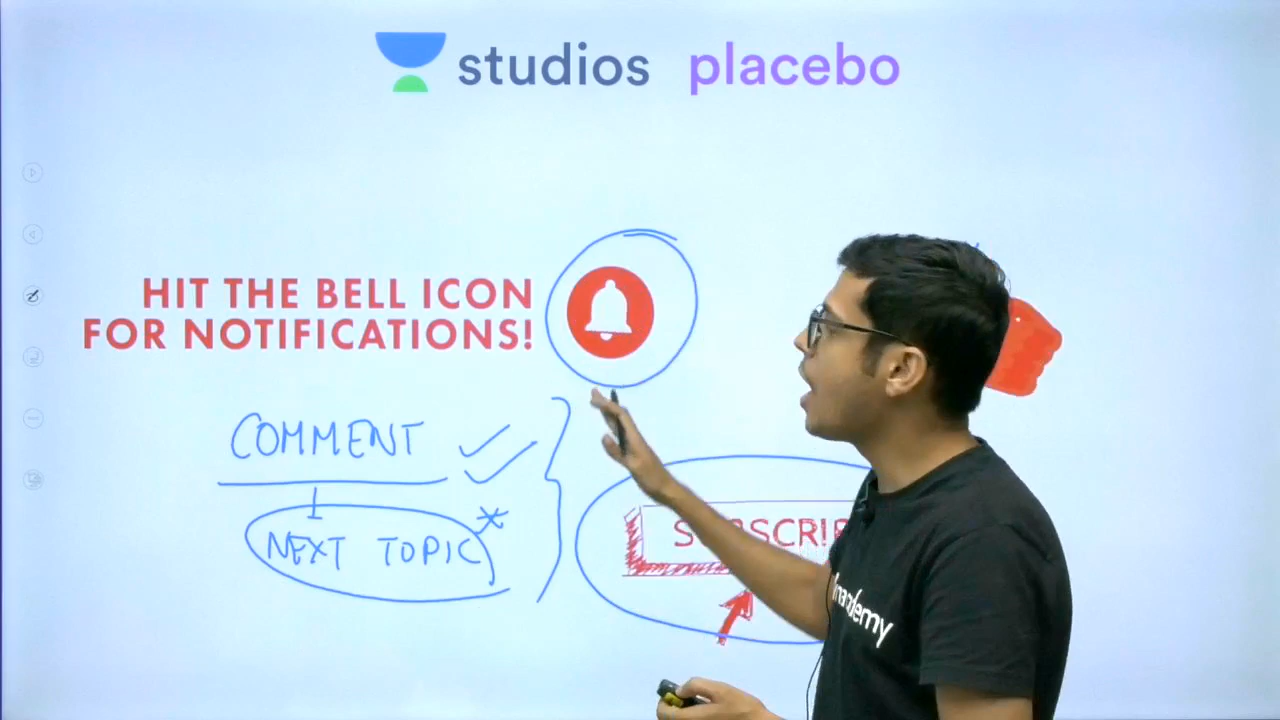 studios placebo
HIT THE BELL ICON
FOR NOTIFICATIONS!
COMMENT
NEXT TOPIC